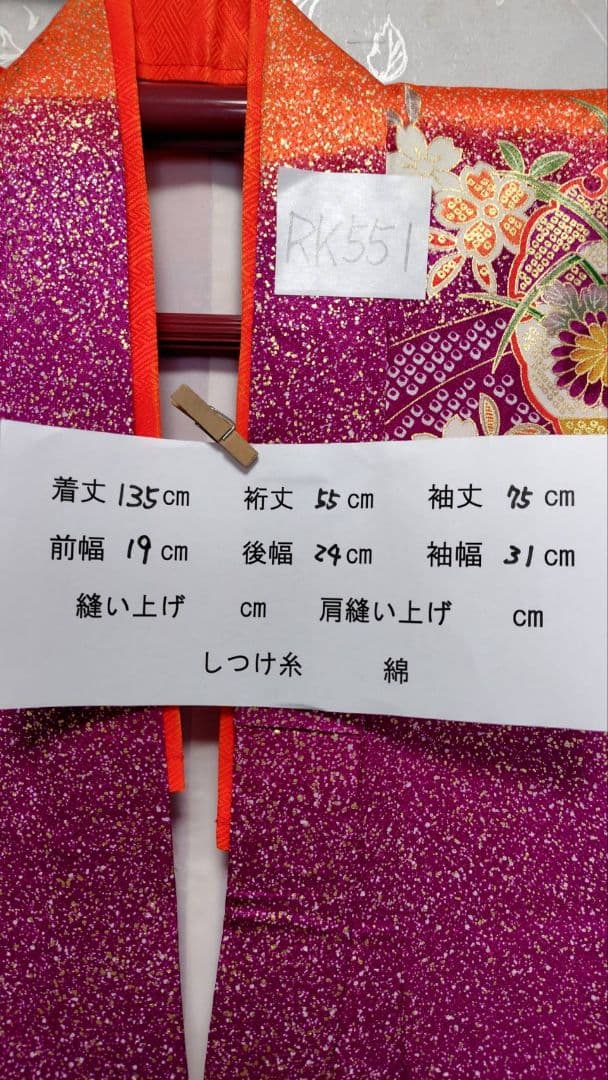 RK551
着丈 135cm 裄丈 55cm 袖丈 75cm
前幅 19cm 後幅 24cm 袖幅 31cm
縫い上げ cm 肩縫い上げ cm
しつけ糸 綿